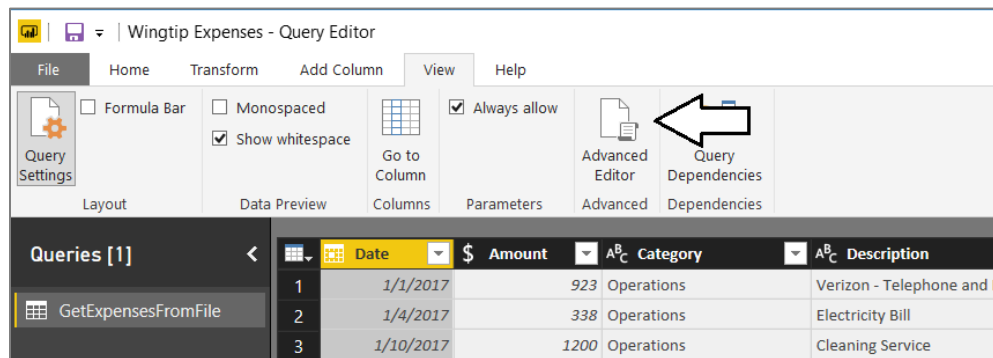 Wingtip Expenses - Query Editor
File Home Transform Add Column View Help
Formula Bar Monospaced Always allow
Show whitespace
Query Settings
Go to Column
Advanced Editor
Query Dependencies
Layout Data Preview Columns Parameters Advanced Dependencies
Queries [1]
Date $ Amount ABC Category ABC Description
GetExpensesFromFile
1 1/1/2017 923 Operations Verizon - Telephone and
2 1/4/2017 338 Operations Electricity Bill
3 1/10/2017 1200 Operations Cleaning Service